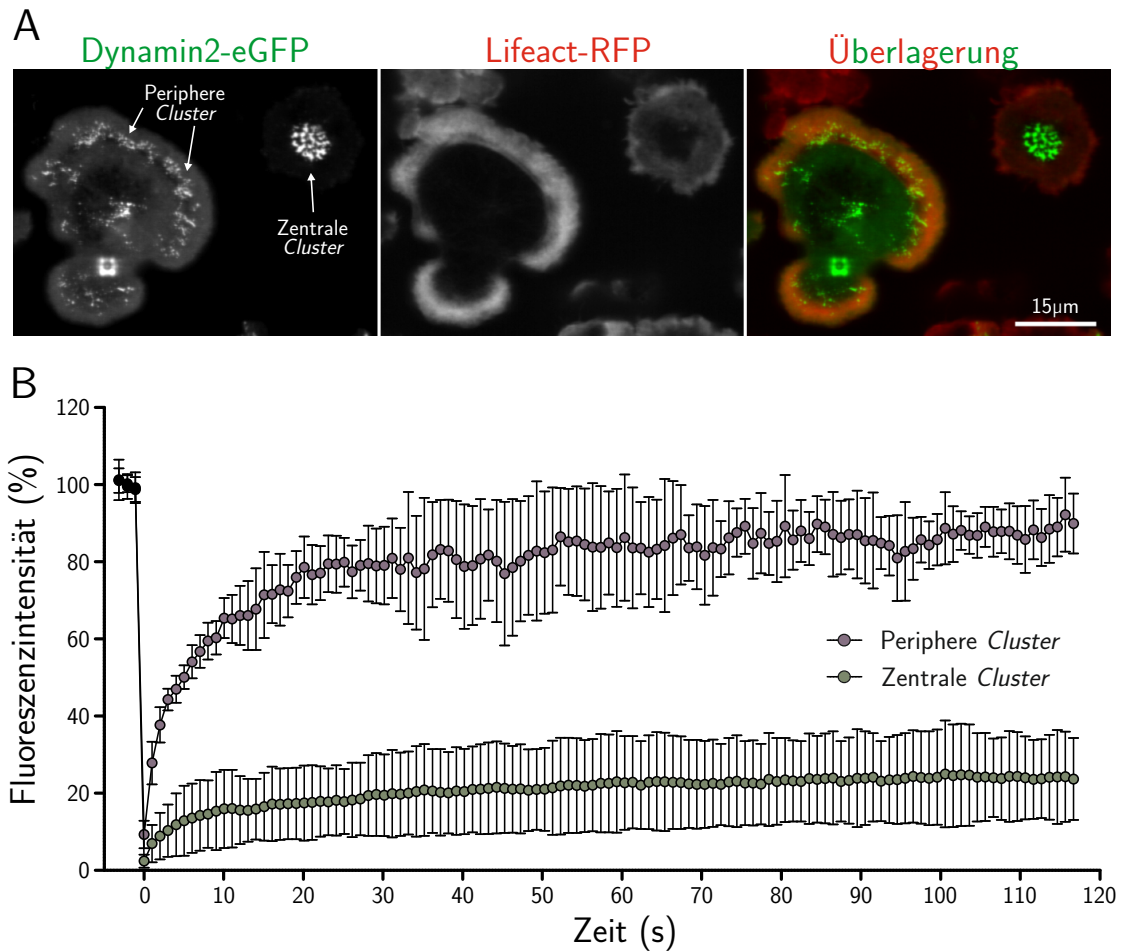 A
Dynamin2-eGFP
Lifeact-RFP
Überlagerung
Periphere
Cluster
Zentrale
Cluster
15µm
B
120
100
80
60
40
20
0
Fluoreszenzintensität (%)
Periphere Cluster
Zentrale Cluster
0 10 20 30 40 50 60 70 80 90 100 110 120
Zeit (s)